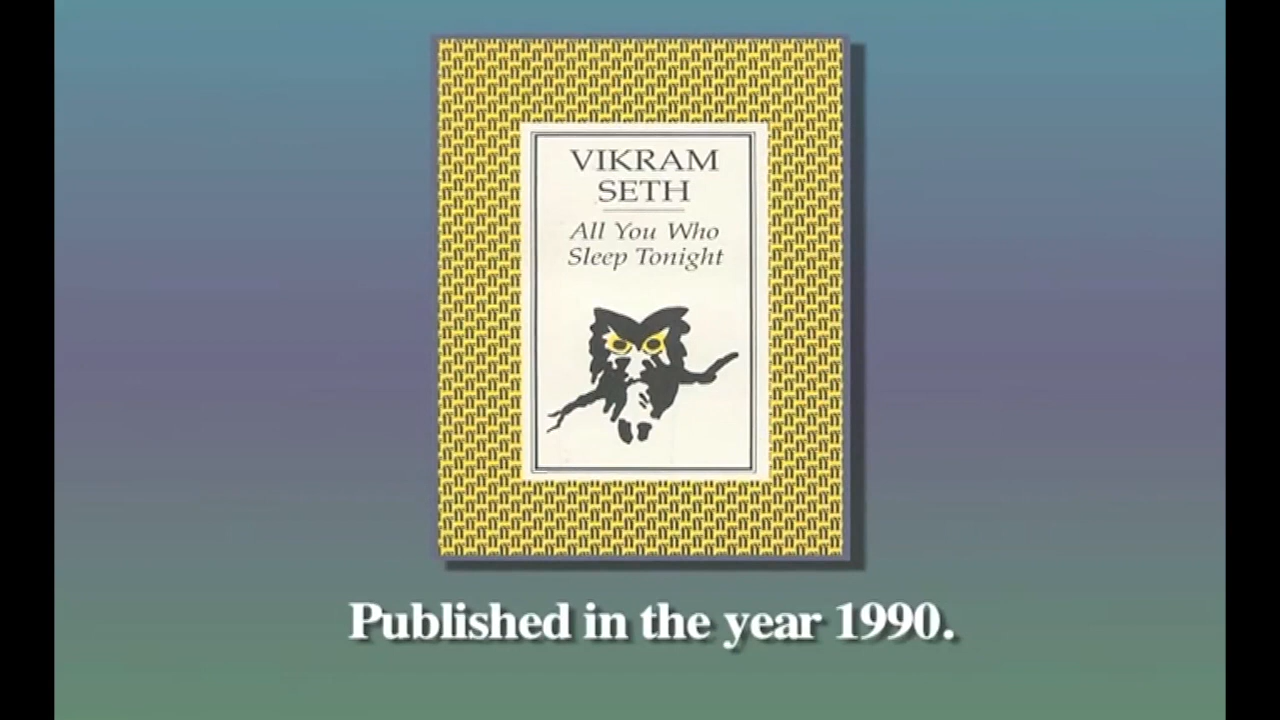 VIKRAM
SETH
All You Who
Sleep Tonight
Published in the year 1990.